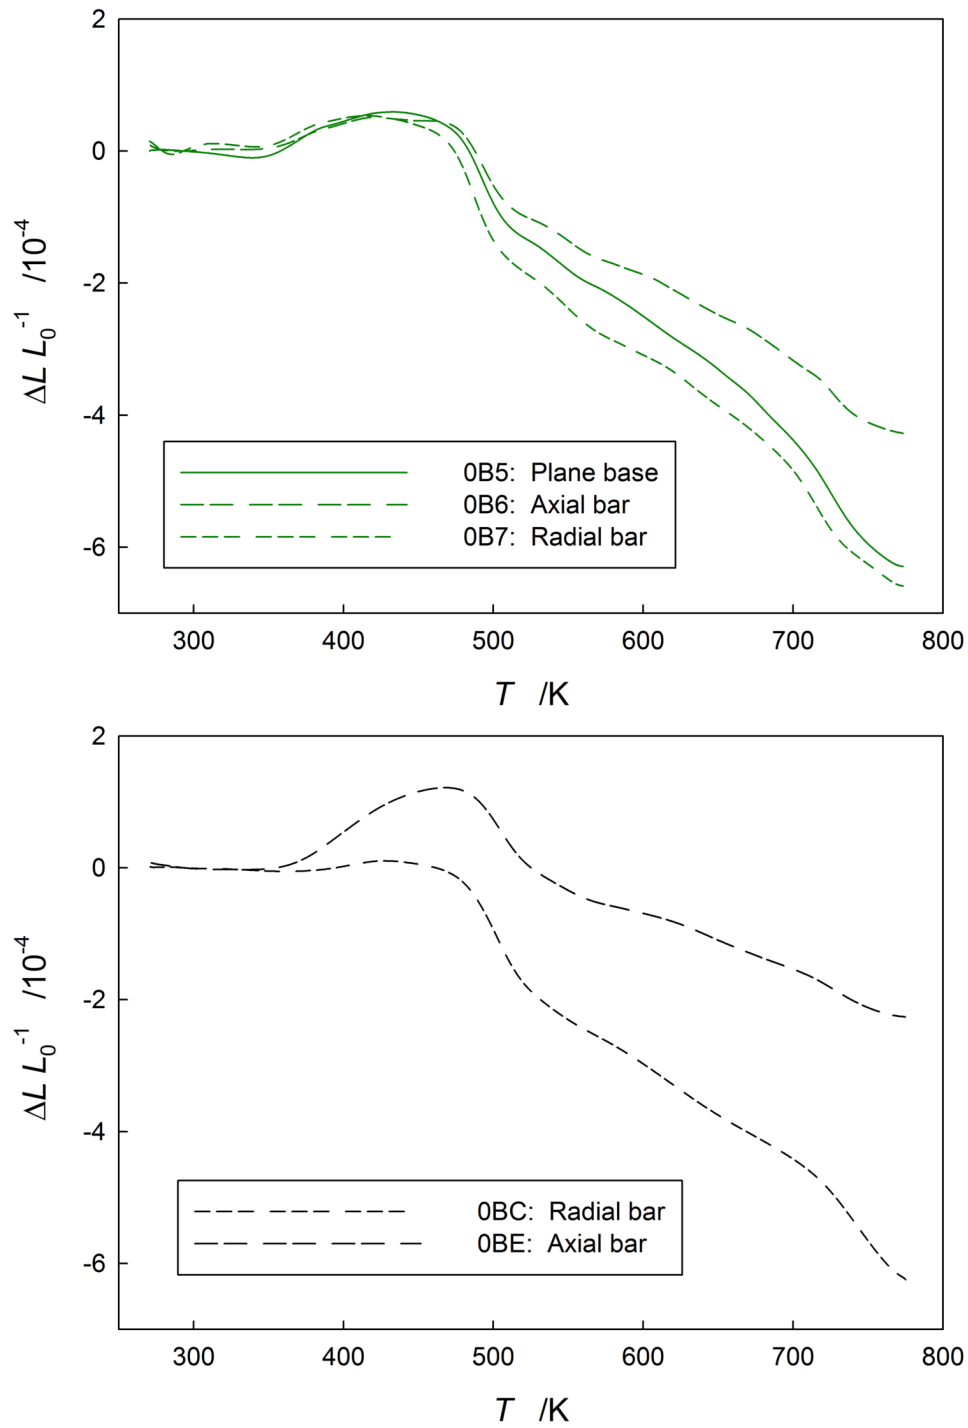 2
0
-2
-4
-6
ΔL L₀⁻¹ /10⁻⁴
0B5: Plane base
0B6: Axial bar
0B7: Radial bar
300 400 500 600 700 800
T /K
2
0
-2
-4
-6
ΔL L₀⁻¹ /10⁻⁴
0BC: Radial bar
0BE: Axial bar
300 400 500 600 700 800
T /K